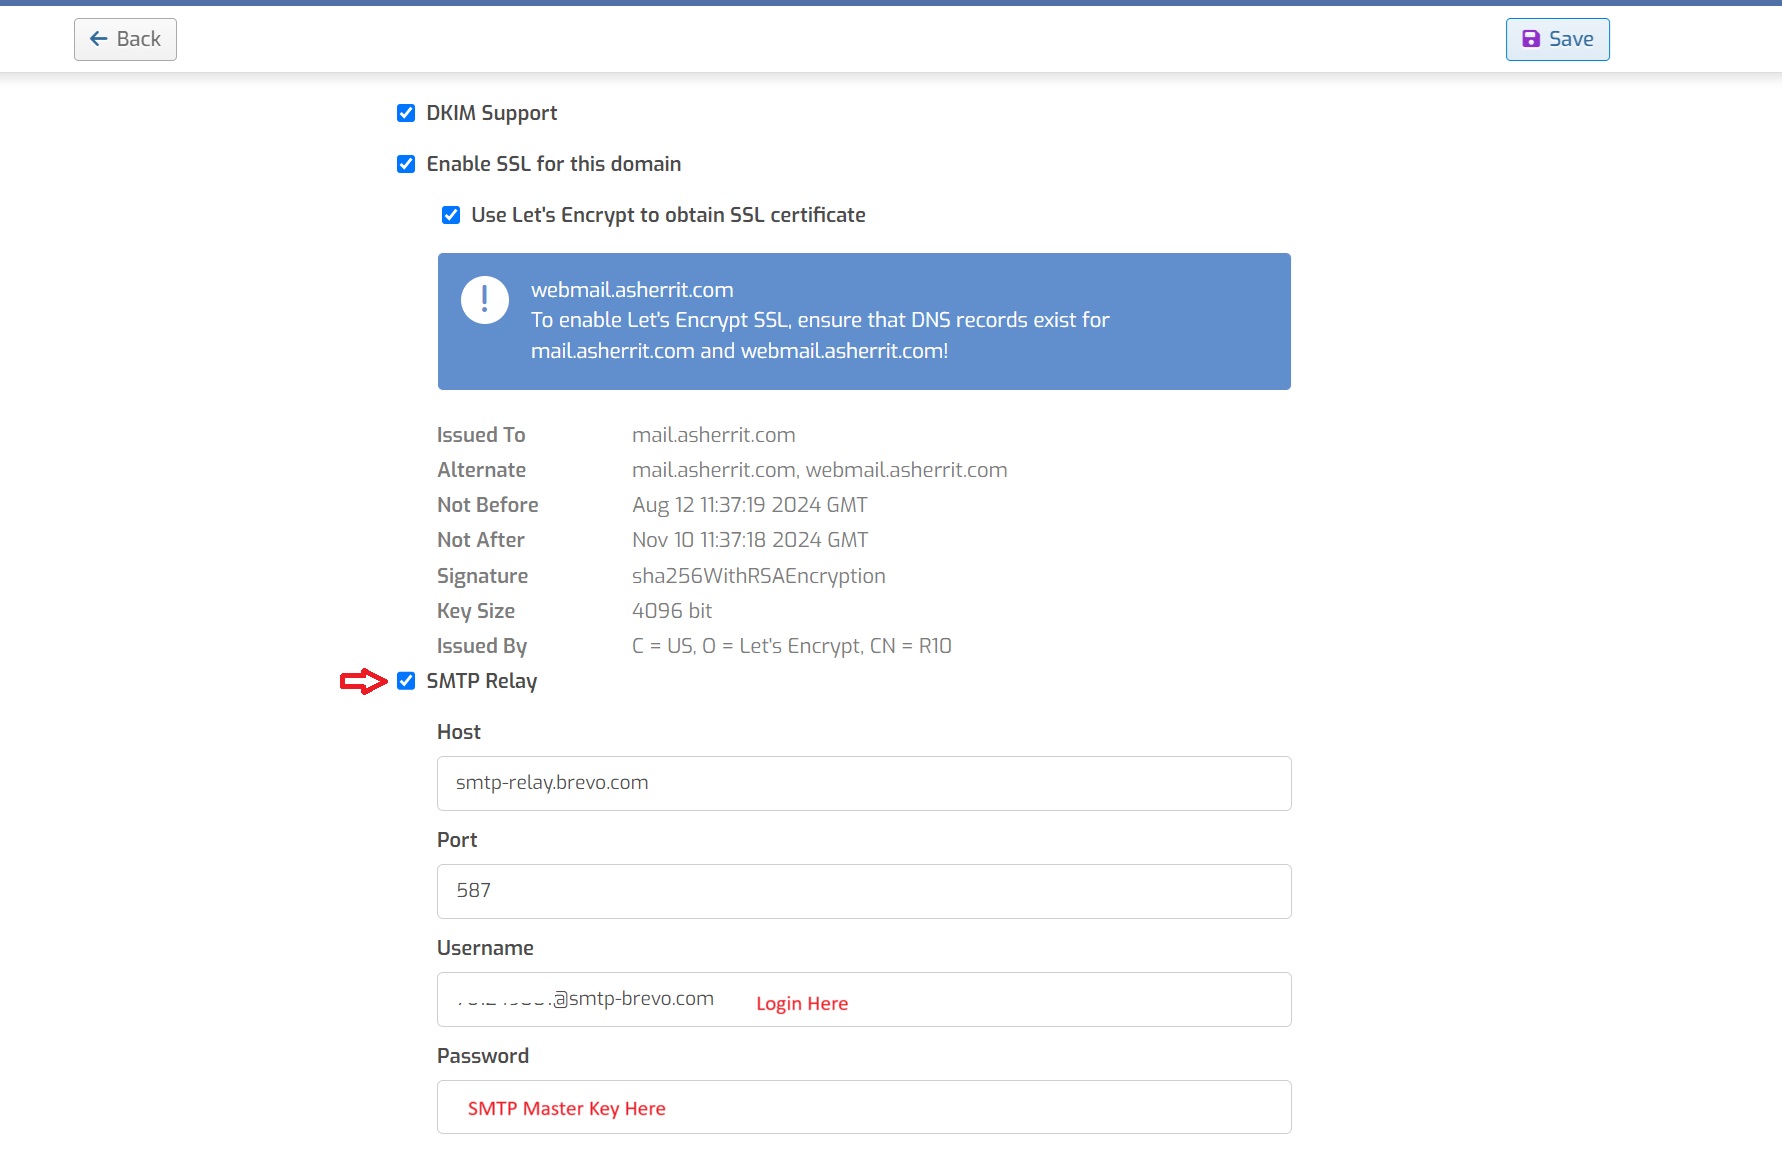 Back
Save
DKIM Support
Enable SSL for this domain
Use Let's Encrypt to obtain SSL certificate
webmail.asherrit.com
To enable Let's Encrypt SSL, ensure that DNS records exist for
mail.asherrit.com and webmail.asherrit.com!
Issued To mail.asherrit.com
Alternate mail.asherrit.com, webmail.asherrit.com
Not Before Aug 12 11:37:19 2024 GMT
Not After Nov 10 11:37:18 2024 GMT
Signature sha256WithRSAEncryption
Key Size 4096 bit
Issued By C = US, O = Let's Encrypt, CN = R10
SMTP Relay
Host
smtp-relay.brevo.com
Port
587
Username
@smtp-brevo.com Login Here
Password
SMTP Master Key Here